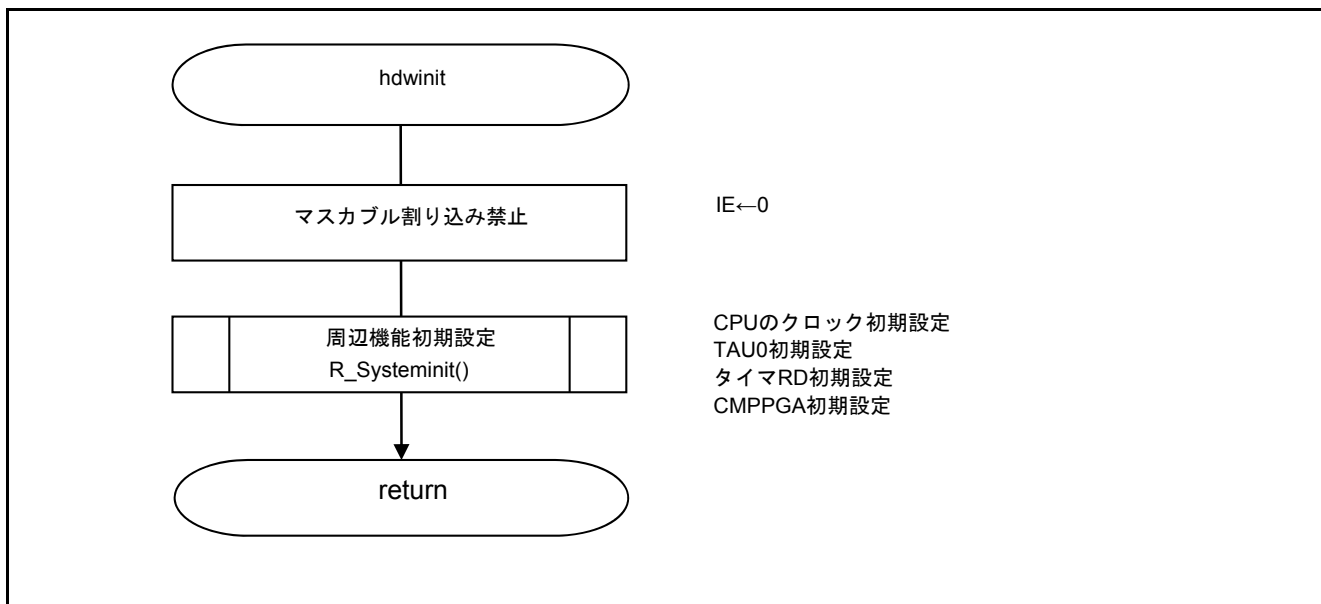 hdwinit
マスカブル割り込み禁止
IE←0
周辺機能初期設定
R_Systeminit()
CPUのクロック初期設定
TAU0初期設定
タイマRD初期設定
CMPPGA初期設定
return